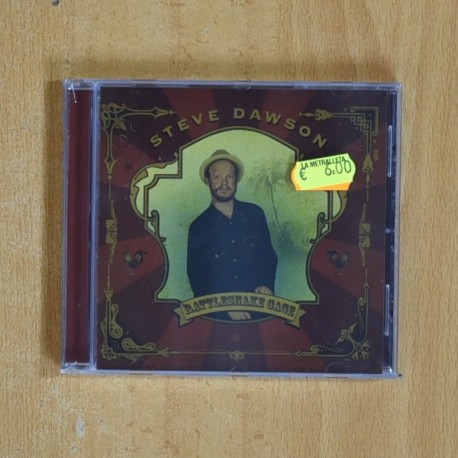 STEVE DAWSON
LA METRALLETA
€ 6.00
RATTLESNAKE CAGE